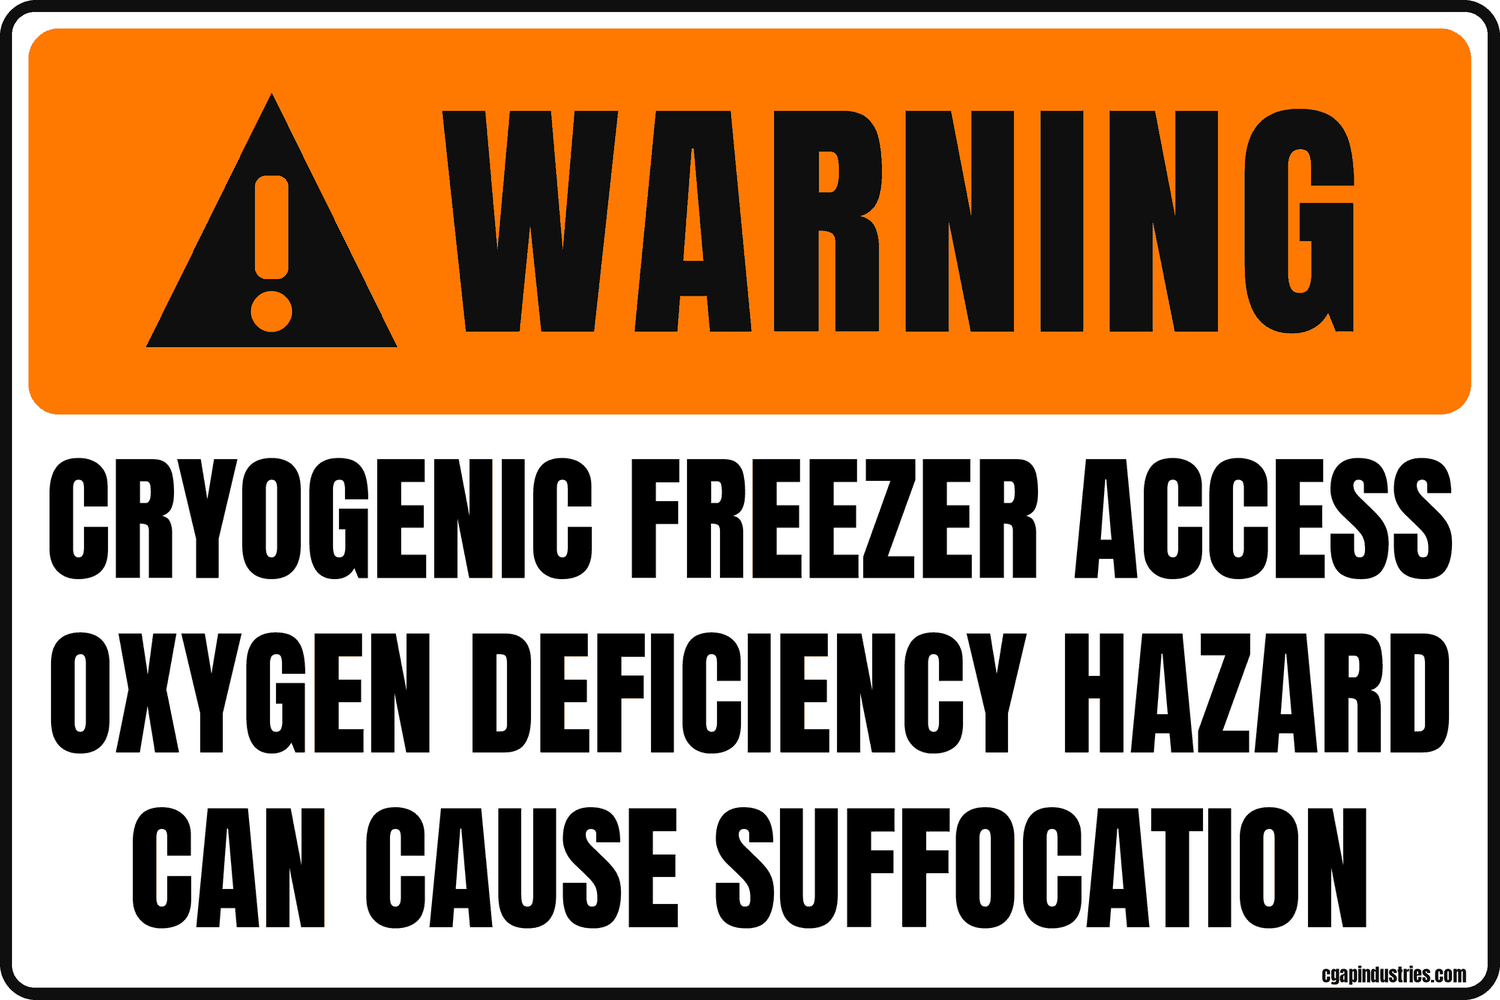 WARNING
CRYOGENIC FREEZER ACCESS
OXYGEN DEFICIENCY HAZARD
CAN CAUSE SUFFOCATION
cgapindustries.com